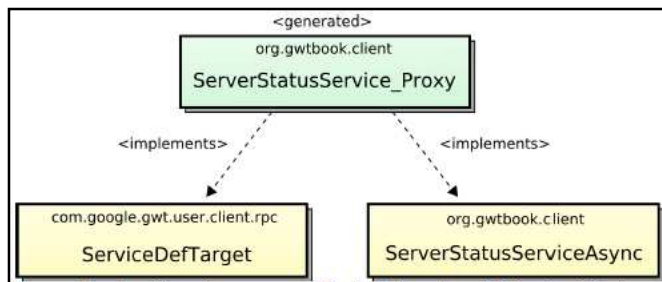 <generated>
org.gwtbook.client
ServerStatusService_Proxy
<implements>
<implements>
com.google.gwt.user.client.rpc
ServiceDefTarget
org.gwtbook.client
ServerStatusServiceAsync